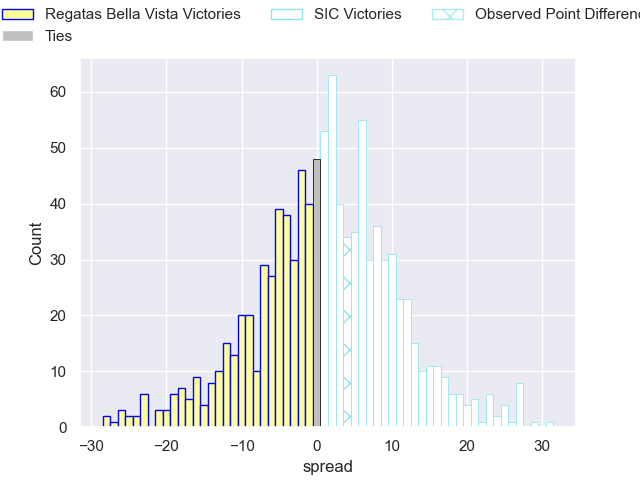 Regatas Bella Vista Victories
SIC Victories
Observed Point Differenc
Ties
Count
60
50
40
30
20
10
0
−30
−20
−10
0
10
20
30
spread